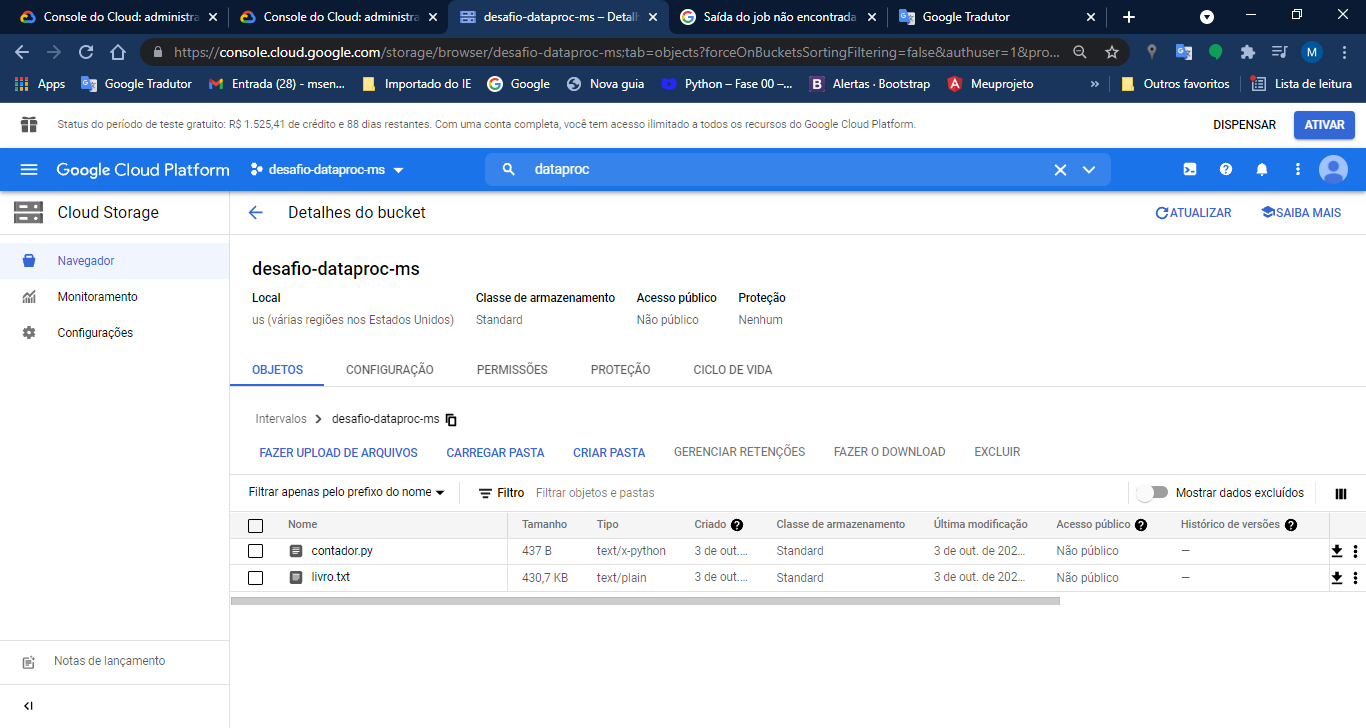 Console do Cloud: administra
Console do Cloud: administra
desafio-dataproc-ms – Detalh
Saída do job não encontrada
Google Tradutor
https://console.cloud.google.com/storage/browser/desafio-dataproc-ms;tab=objects?forceOnBucketsSortingFiltering=false&authuser=1&pro...
M
Apps
Google Tradutor
Entrada (28) - msen...
Importado do IE
Google
Nova guia
Python – Fase 00 –...
B
Alertas · Bootstrap
Meuprojeto
»
Outros favoritos
Lista de leitura
Status do período de teste gratuito: R$ 1.525,41 de crédito e 88 dias restantes. Com uma conta completa, você tem acesso ilimitado a todos os recursos do Google Cloud Platform.
DISPENSAR
ATIVAR
Google Cloud Platform
desafio-dataproc-ms
dataproc
Cloud Storage
Detalhes do bucket
ATUALIZAR
SAIBA MAIS
Navegador
Monitoramento
Configurações
desafio-dataproc-ms
Local Classe de armazenamento Acesso público Proteção
us (várias regiões nos Estados Unidos) Standard Não público Nenhum
OBJETOS CONFIGURAÇÃO PERMISSÕES PROTEÇÃO CICLO DE VIDA
Intervalos > desafio-dataproc-ms
FAZER UPLOAD DE ARQUIVOS CARREGAR PASTA CRIAR PASTA GERENCIAR RETENÇÕES FAZER O DOWNLOAD EXCLUIR
Filtrar apenas pelo prefixo do nome Filtro Filtrar objetos e pastas Mostrar dados excluídos
Nome Tamanho Tipo Criado Classe de armazenamento Última modificação Acesso público Histórico de versões
contador.py 437 B text/x-python 3 de out.... Standard 3 de out. de 202... Não público —
livro.txt 430,7 KB text/plain 3 de out.... Standard 3 de out. de 202... Não público —
Notas de lançamento